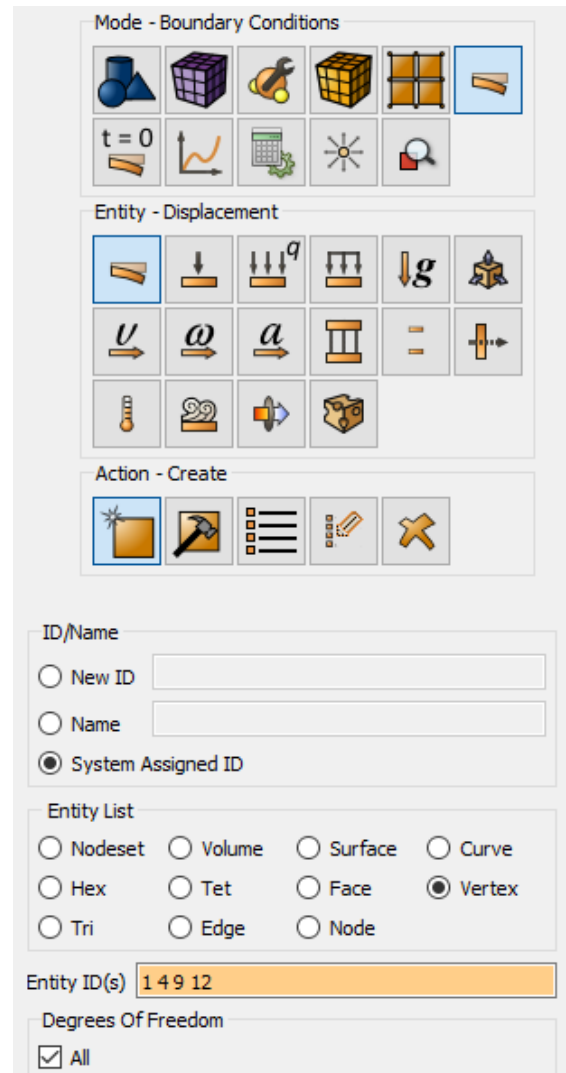 Mode - Boundary Conditions
t = 0
Entity - Displacement
q
g
υ ω a
Action - Create
ID/Name
New ID
Name
System Assigned ID
Entity List
Nodeset Volume Surface Curve
Hex Tet Face Vertex
Tri Edge Node
Entity ID(s) 1 4 9 12
Degrees Of Freedom
All